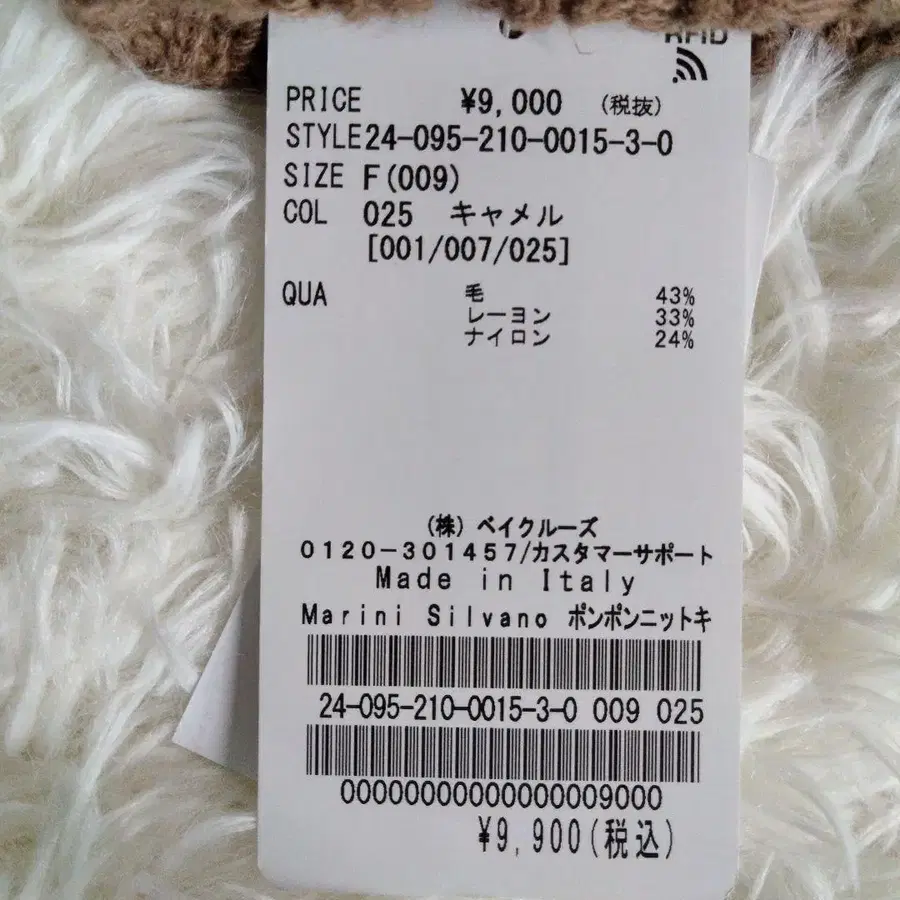 RFID
PRICE ¥9,000 (税抜)
STYLE 24-095-210-0015-3-0
SIZE F(009)
COL 025 キャメル
[001/007/025]
QUA 毛 43%
レーヨン 33%
ナイロン 24%
(株) ベイクルーズ
0120-301457/カスタマーサポート
Made in Italy
Marini Silvano ポンポンニットキ
24-095-210-0015-3-0 009 025
00000000000000009000
¥9,900(税込)